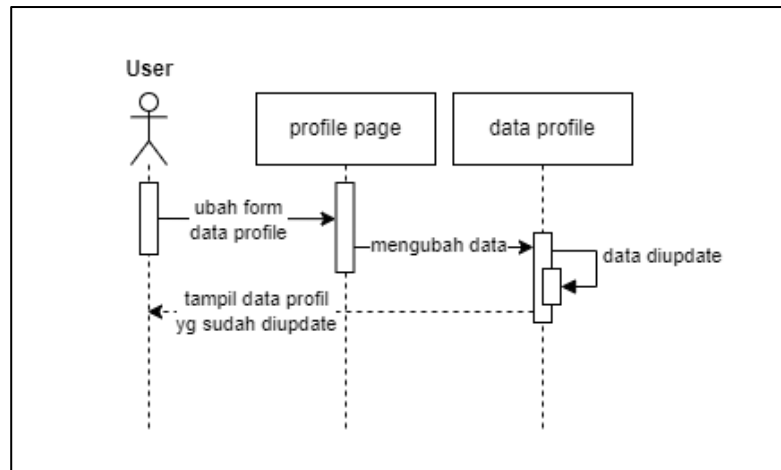 User
profile page
data profile
ubah form
data profile
mengubah data
data diupdate
tampil data profil
yg sudah diupdate